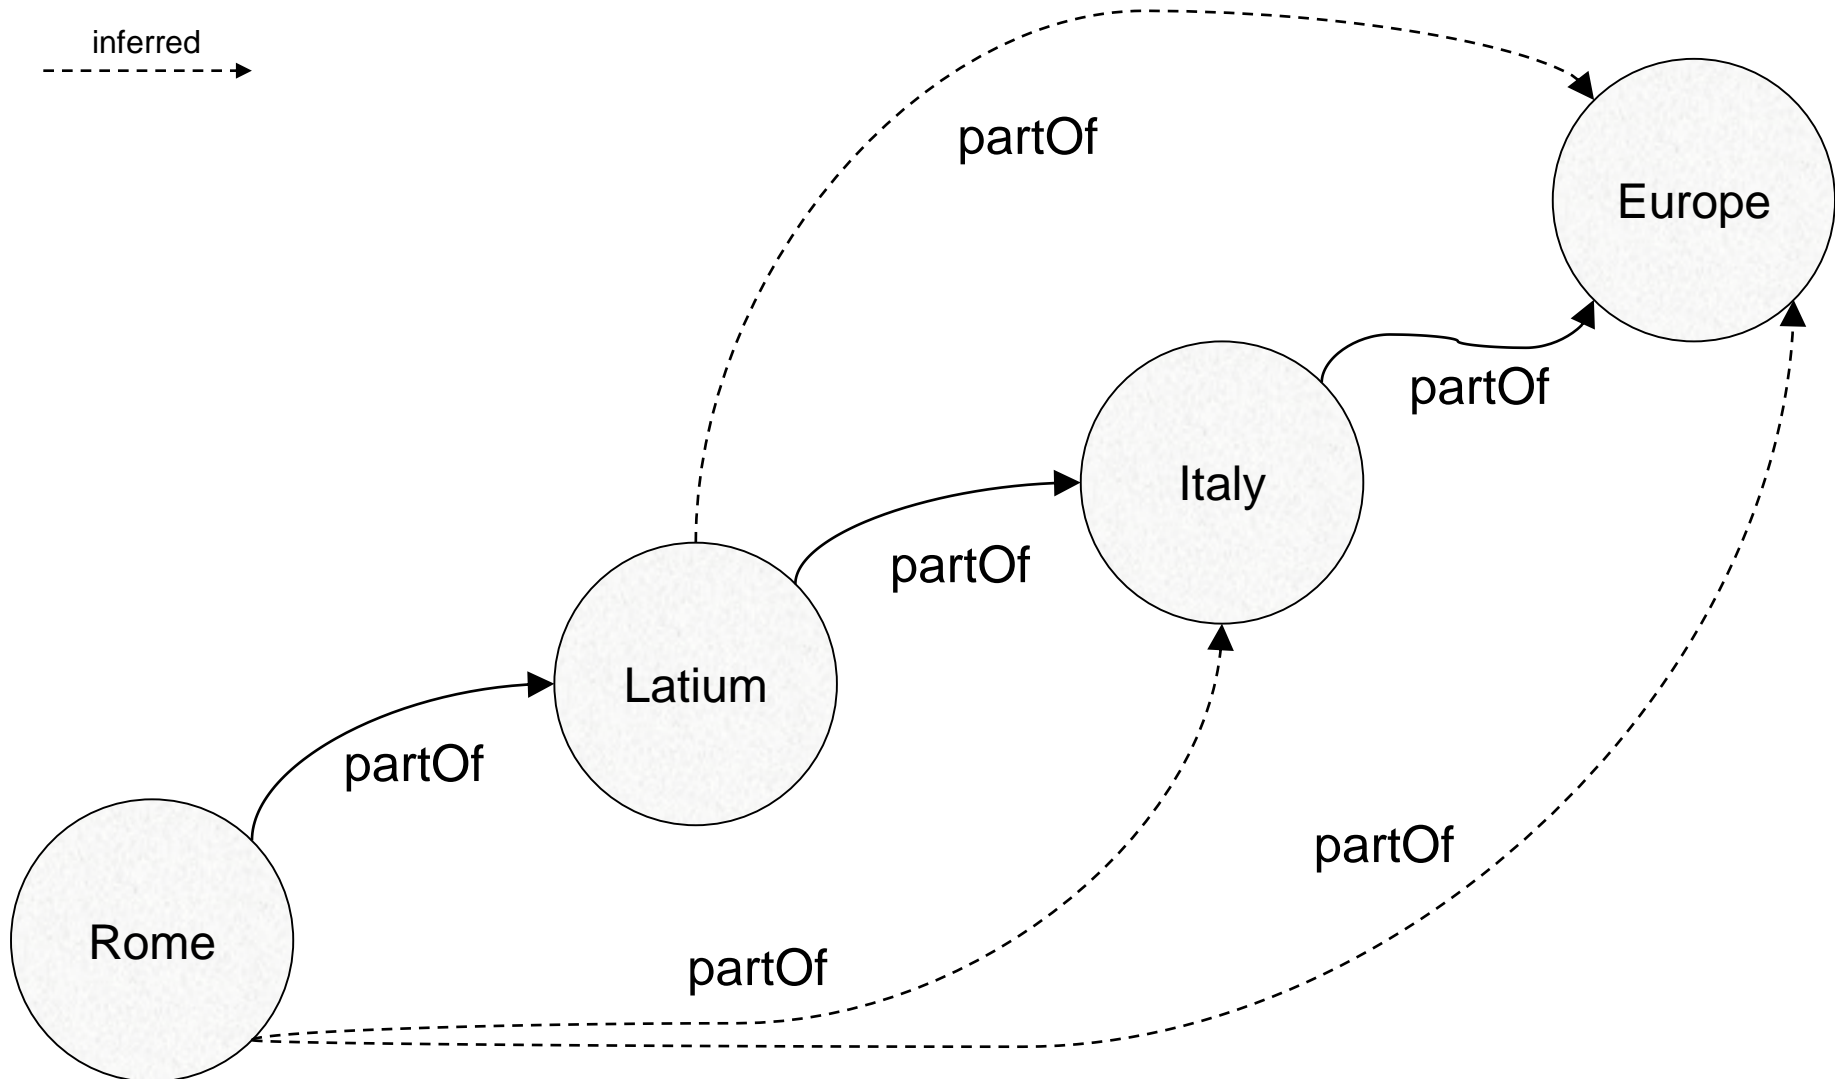 inferred
partOf
Europe
partOf
Italy
partOf
Latium
partOf
partOf
Rome
partOf